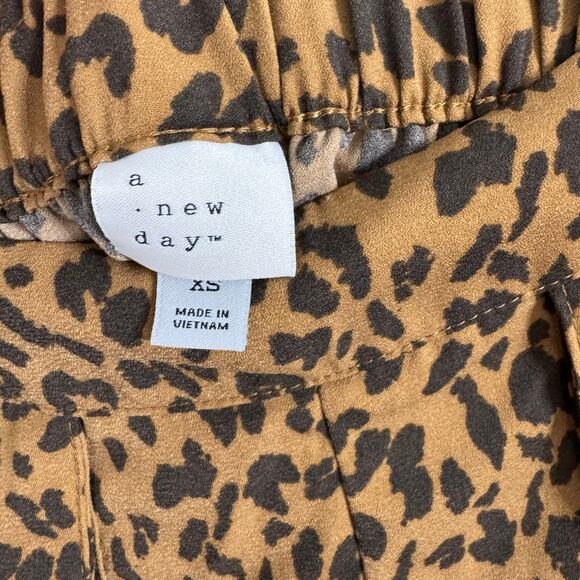 a
· new
day™
XS
MADE IN
VIETNAM